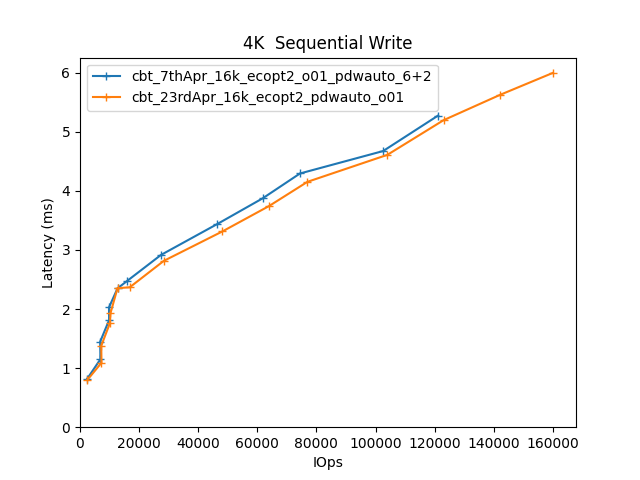 4K  Sequential Write
cbt_7thApr_16k_ecopt2_o01_pdwauto_6+2
cbt_23rdApr_16k_ecopt2_pdwauto_o01
6
5
4
3
2
1
0
Latency (ms)
0 20000 40000 60000 80000 100000 120000 140000 160000
IOps